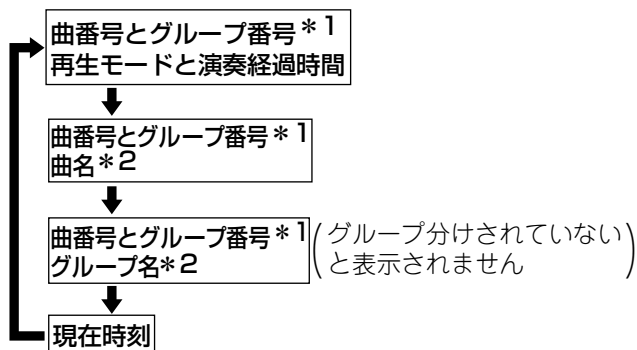 曲番号とグループ番号＊1
再生モードと演奏経過時間
曲番号とグループ番号＊1
曲名＊2
曲番号とグループ番号＊1
グループ名＊2
(グループ分けされていない
と表示されません)
現在時刻